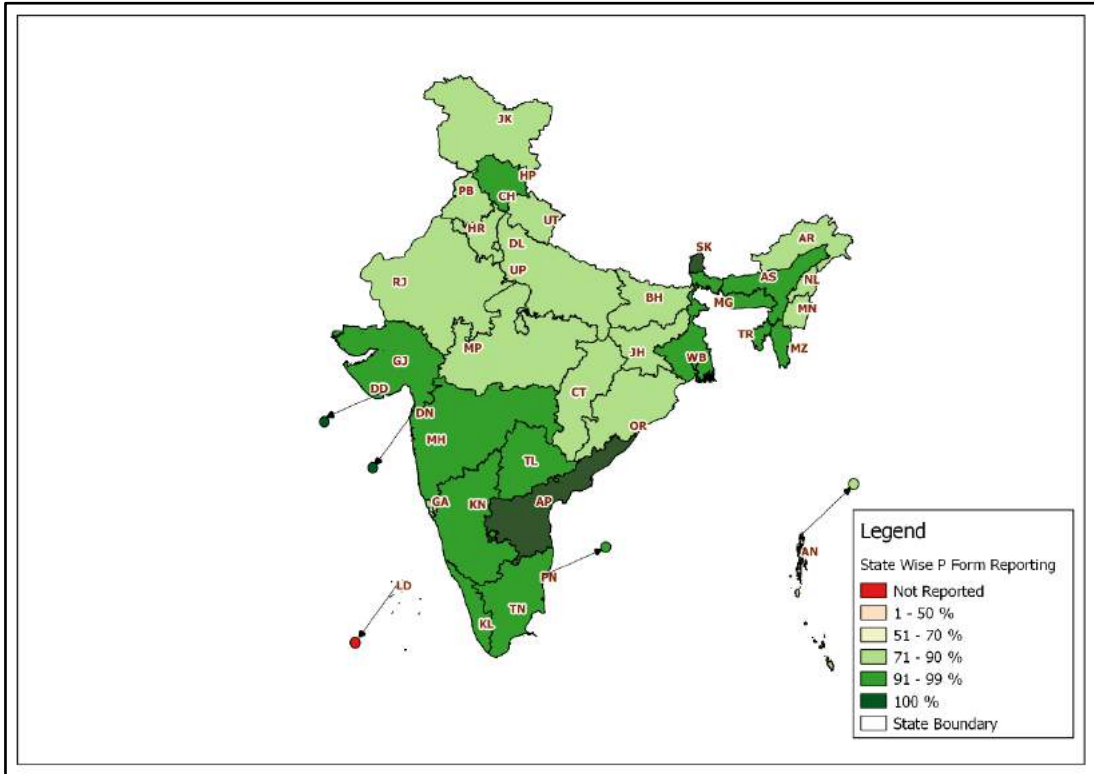 JK
HP
PB
CH
UT
HR
DL
SK
AR
UP
AS
NL
RJ
BH
MG
MN
TR
MZ
MP
JH
WB
GJ
DD
CT
DN
OR
MH
TL
GA
KN
AP
AN
PN
LD
TN
KL
Legend
State Wise P Form Reporting
Not Reported
1 - 50 %
51 - 70 %
71 - 90 %
91 - 99 %
100 %
State Boundary